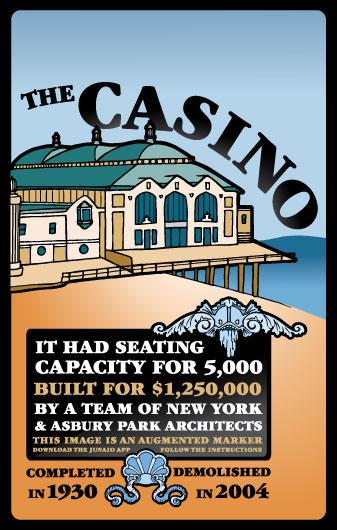 THE CASINO
IT HAD SEATING
CAPACITY FOR 5,000
BUILT FOR $1,250,000
BY A TEAM OF NEW YORK
& ASBURY PARK ARCHITECTS
THIS IMAGE IS AN AUGMENTED MARKER
DOWNLOAD THE JUNAIO APP FOLLOW THE INSTRUCTIONS
COMPLETED DEMOLISHED
IN 1930 IN 2004